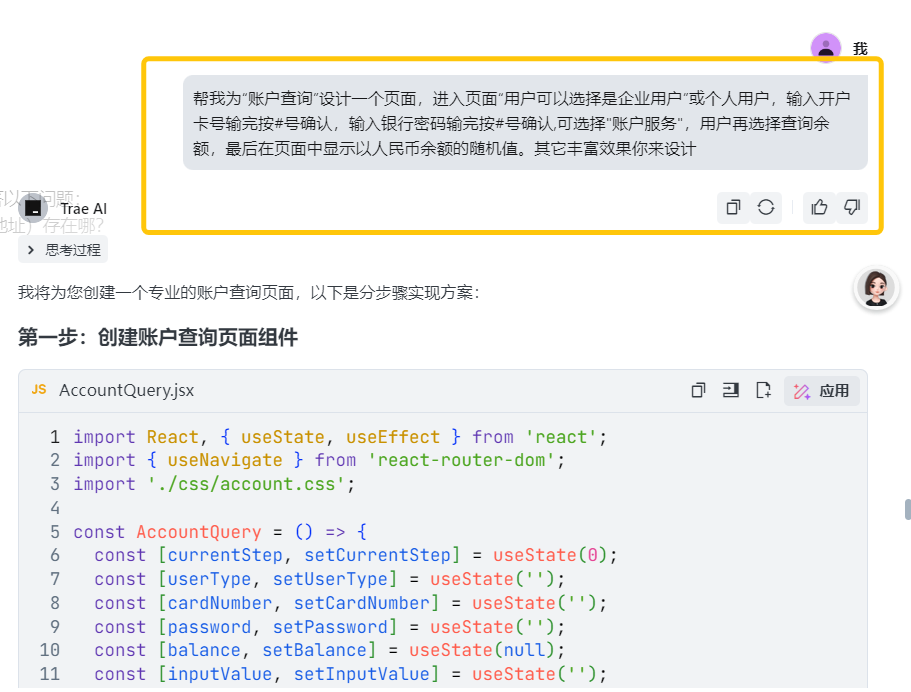 我
帮我为“账户查询”设计一个页面，进入页面“用户可以选择是企业用户”或个人用户，输入开户
卡号输完按#号确认，输入银行密码输完按#号确认,可选择"账户服务"，用户再选择查询余
额，最后在页面中显示以人民币余额的随机值。其它丰富效果你来设计
以下问题：
Trae AI
地址）存在哪？
思考过程
我将为您创建一个专业的账户查询页面，以下是分步骤实现方案：
第一步：创建账户查询页面组件
JS AccountQuery.jsx
应用
1 import React, { useState, useEffect } from 'react';
2 import { useNavigate } from 'react-router-dom';
3 import './css/account.css';
4
5 const AccountQuery = () => {
6 const [currentStep, setCurrentStep] = useState(0);
7 const [userType, setUserType] = useState('');
8 const [cardNumber, setCardNumber] = useState('');
9 const [password, setPassword] = useState('');
10 const [balance, setBalance] = useState(null);
11 const [inputValue, setInputValue] = useState('');